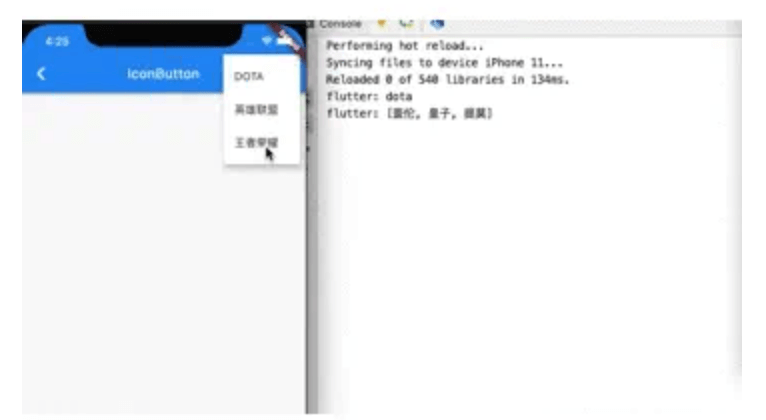 4:25
IconButton
DOTA
英雄联盟
王者荣耀
Console
Performing hot reload...
Syncing files to device iPhone 11...
Reloaded 0 of 540 libraries in 134ms.
flutter: dota
flutter: [盖伦, 皇子, 提莫]